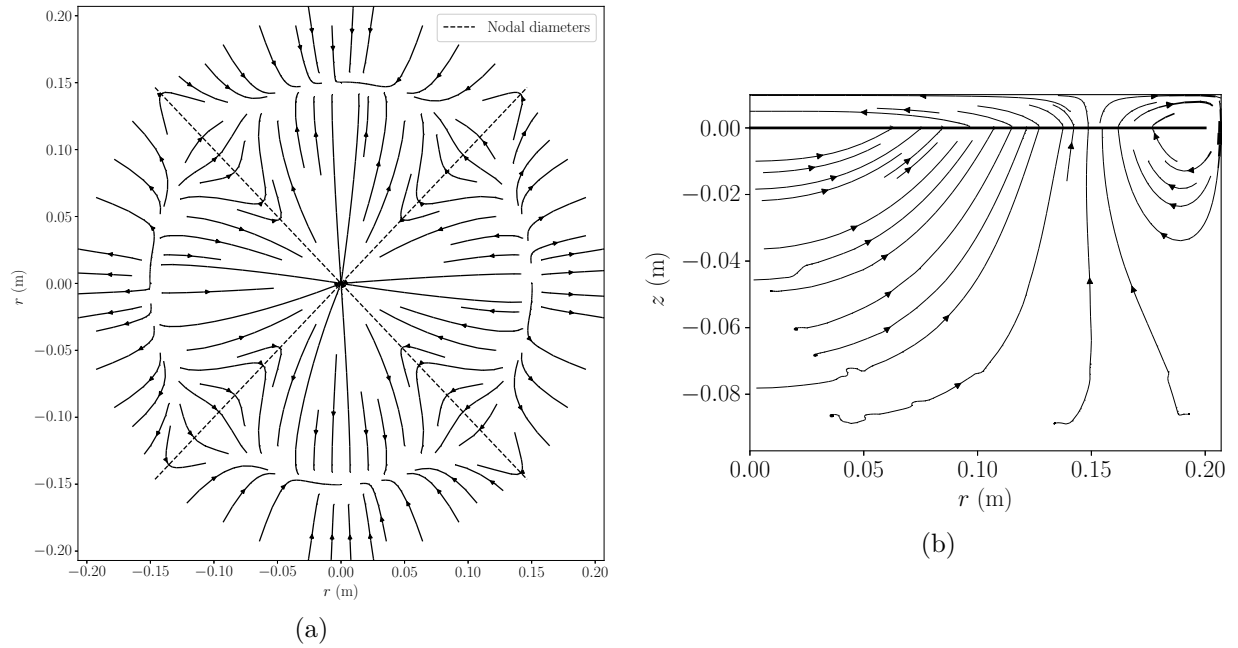 0.20
0.15
0.10
0.05
0.00
−0.05
−0.10
−0.15
−0.20
r (m)
Nodal diameters
−0.20 −0.15 −0.10 −0.05 0.00 0.05 0.10 0.15 0.20
r (m)
(a)
0.00
−0.02
−0.04
−0.06
−0.08
z (m)
0.00 0.05 0.10 0.15 0.20
r (m)
(b)